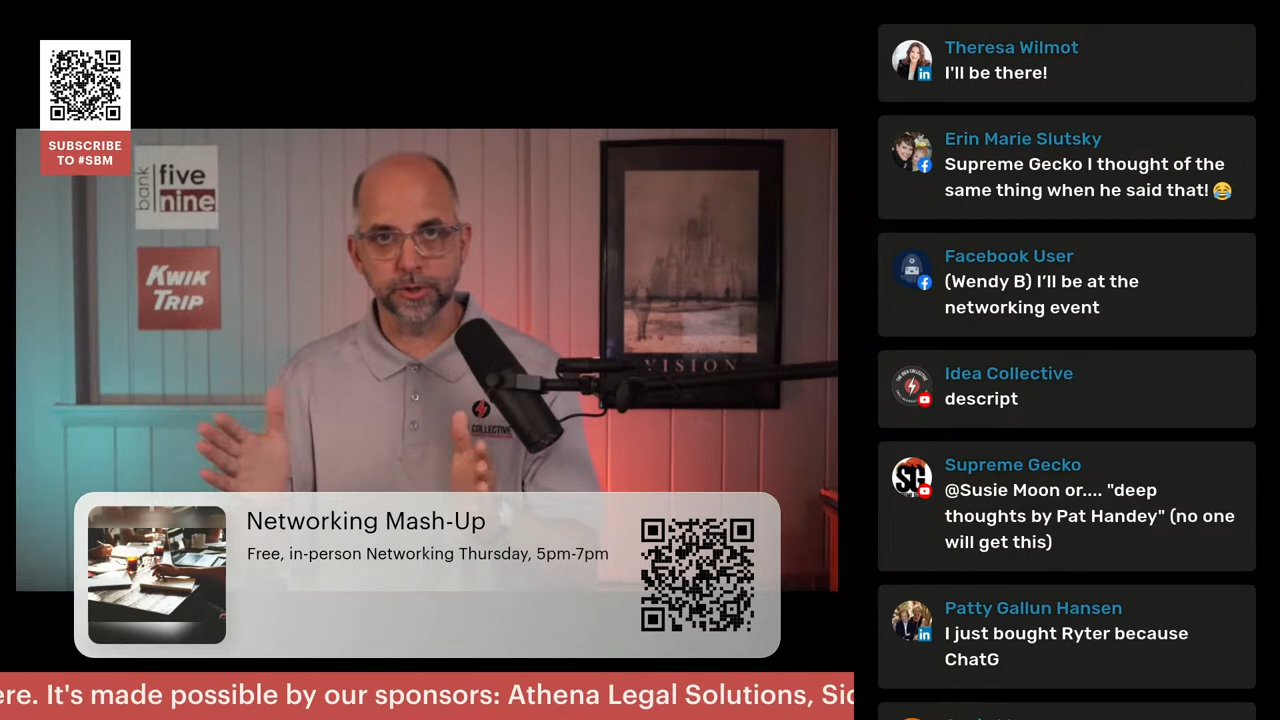 SUBSCRIBE
TO #SBM
bank
five
nine
KWIK
TRIP
VISION
COLLECTIVE
Networking Mash-Up
Free, in-person Networking Thursday, 5pm-7pm
ere. It's made possible by our sponsors: Athena Legal Solutions, Sid
Theresa Wilmot
I'll be there!
Erin Marie Slutsky
Supreme Gecko I thought of the
same thing when he said that! 😂
Facebook User
(Wendy B) I’ll be at the
networking event
Idea Collective
descript
Supreme Gecko
@Susie Moon or.... "deep
thoughts by Pat Handey" (no one
will get this)
Patty Gallun Hansen
I just bought Ryter because
ChatG